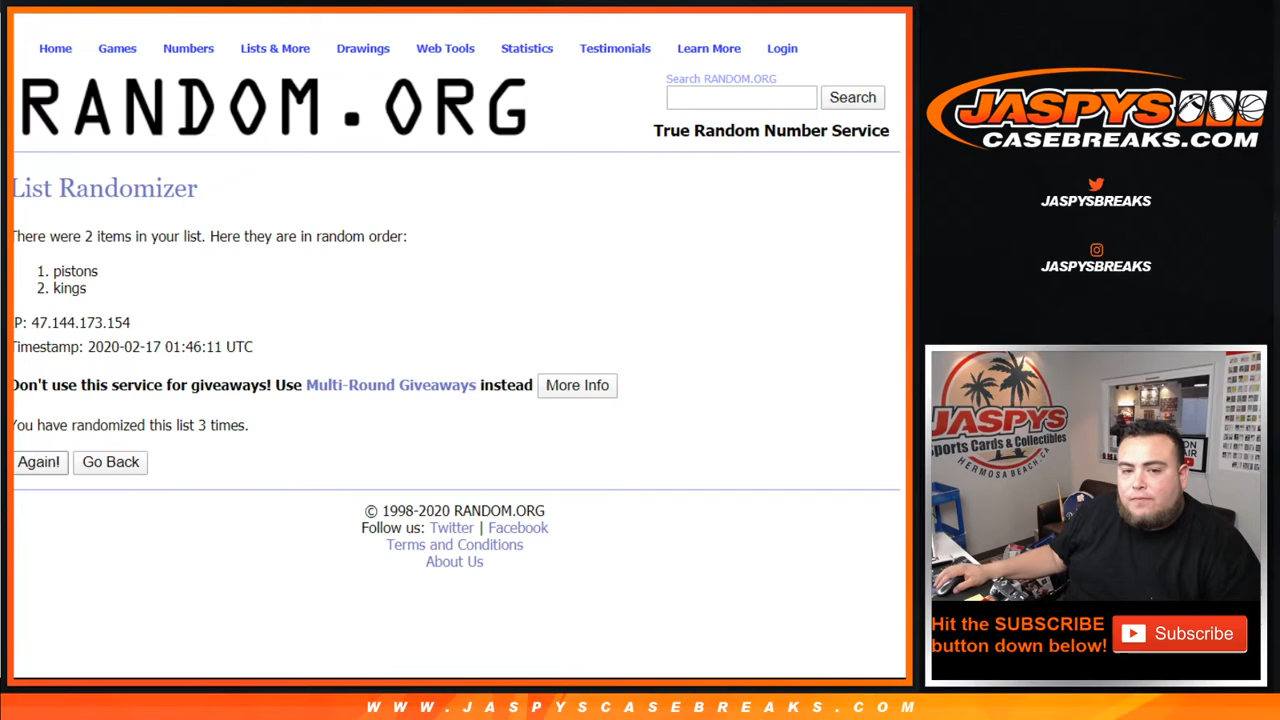 Home Games Numbers Lists & More Drawings Web Tools Statistics Testimonials Learn More Login
RANDOM.ORG
Search RANDOM.ORG
Search
True Random Number Service
List Randomizer
There were 2 items in your list. Here they are in random order:
1. pistons
2. kings
IP: 47.144.173.154
Timestamp: 2020-02-17 01:46:11 UTC
Don't use this service for giveaways! Use Multi-Round Giveaways instead More Info
You have randomized this list 3 times.
Again! Go Back
© 1998-2020 RANDOM.ORG
Follow us: Twitter | Facebook
Terms and Conditions
About Us
JASPYS
CASEBREAKS.COM
JASPYSBREAKS
JASPYSBREAKS
JASPYS
Sports Cards & Collectibles
HERMOSA BEACH, CA
ON
AIR
Hit the SUBSCRIBE
button down below!
Subscribe
WWW.JASPYSCASEBREAKS.COM